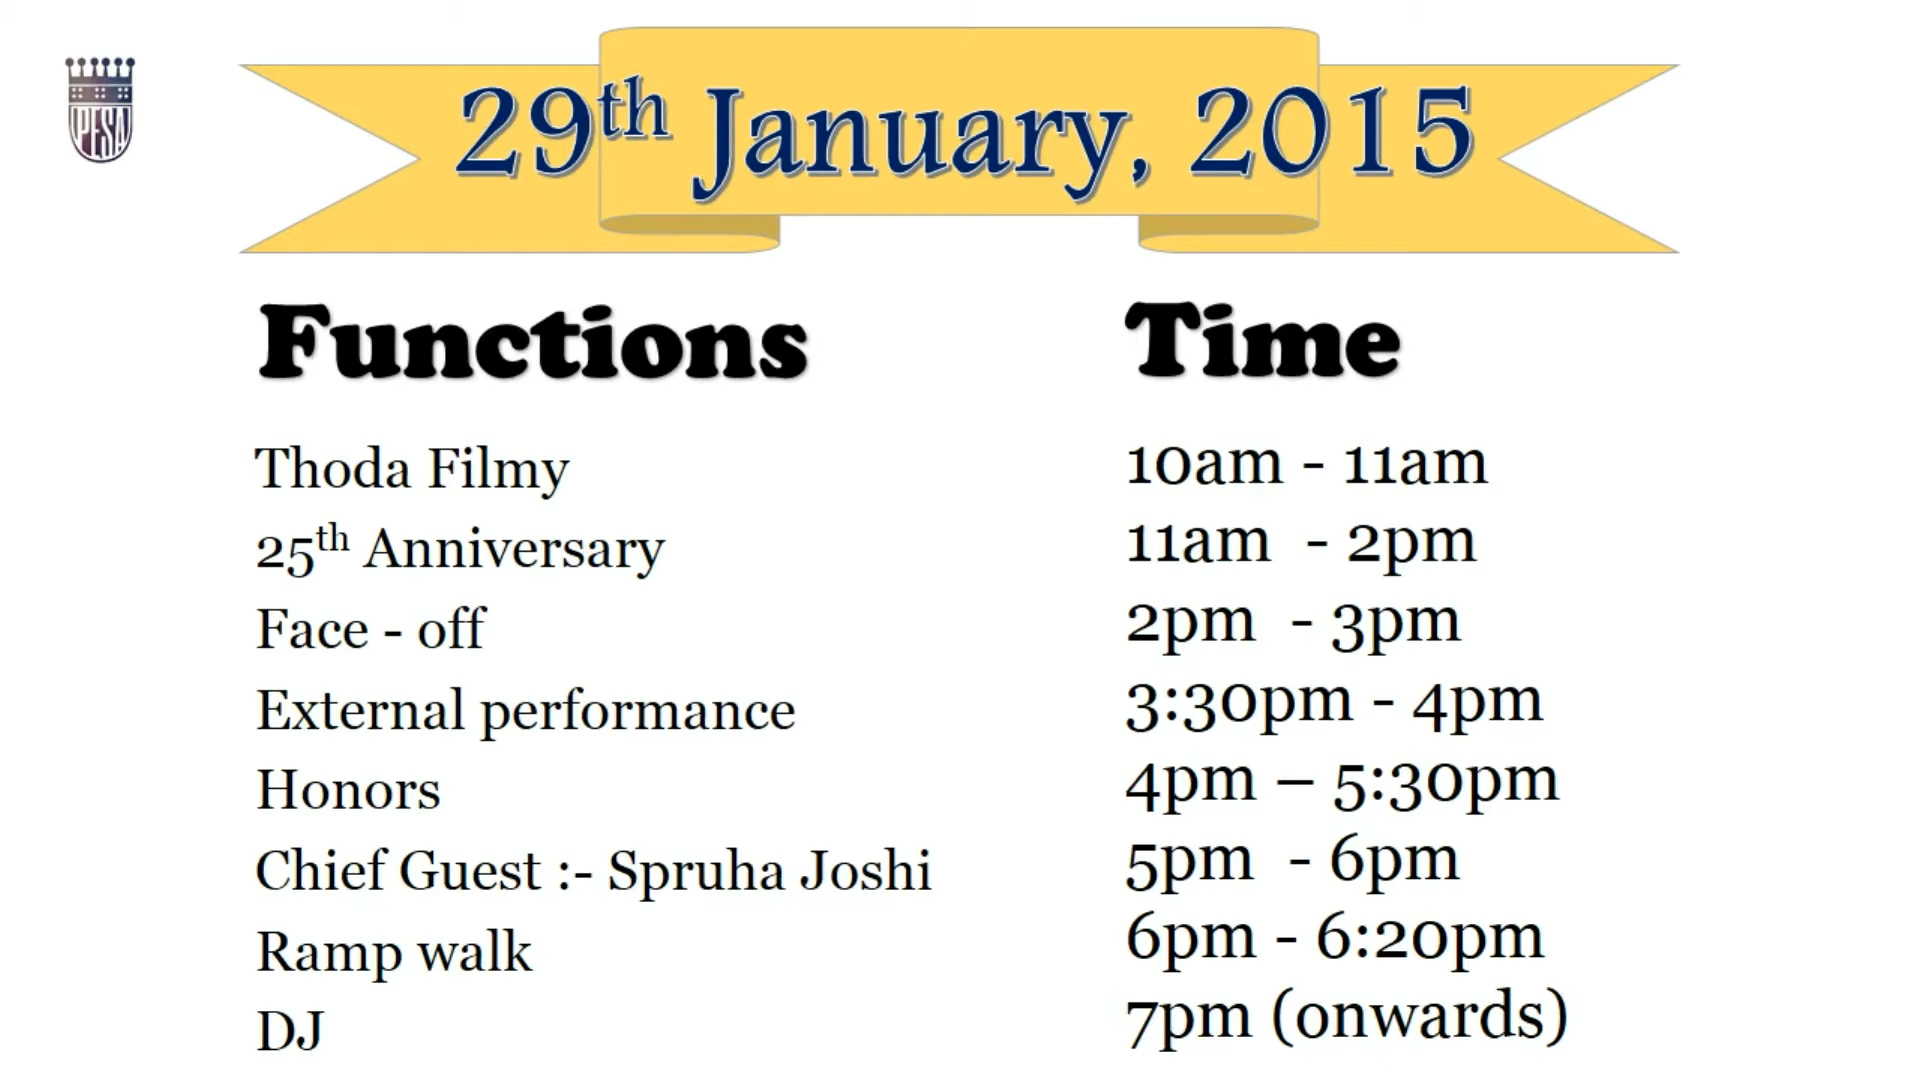 PESA
29th January, 2015
Functions Time
Thoda Filmy 10am - 11am
25th Anniversary 11am - 2pm
Face - off 2pm - 3pm
External performance 3:30pm - 4pm
Honors 4pm – 5:30pm
Chief Guest :- Spruha Joshi 5pm - 6pm
Ramp walk 6pm - 6:20pm
DJ 7pm (onwards)